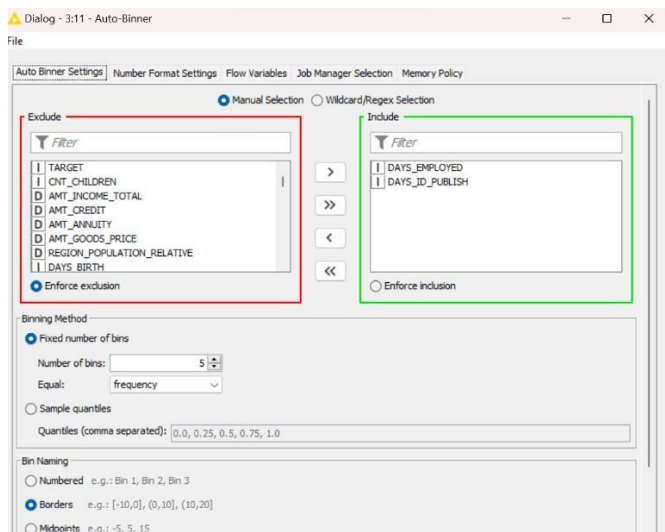 Dialog - 3:11 - Auto-Binner
File
Auto Binner Settings Number Format Settings Flow Variables Job Manager Selection Memory Policy
Manual Selection Wildcard/Regex Selection
Exclude
Include
Filter
Filter
I TARGET
I CNT_CHILDREN
D AMT_INCOME_TOTAL
D AMT_CREDIT
D AMT_ANNUITY
D AMT_GOODS_PRICE
D REGION_POPULATION_RELATIVE
I DAYS_BIRTH
>
>>
<
<<
I DAYS_EMPLOYED
I DAYS_ID_PUBLISH
Enforce exclusion
Enforce inclusion
Binning Method
Fixed number of bins
Number of bins: 5
Equal: frequency
Sample quantiles
Quantiles (comma separated): 0.0, 0.25, 0.5, 0.75, 1.0
Bin Naming
Numbered e.g.: Bin 1, Bin 2, Bin 3
Borders e.g.: [-10,0], (0,10], (10,20]
Midpoints e.g.: -5, 5, 15